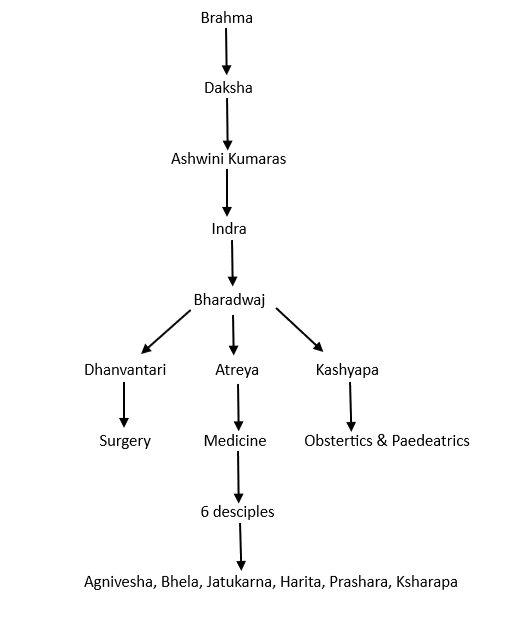 Brahma
Daksha
Ashwini Kumaras
Indra
Bharadwaj
Dhanvantari Atreya Kashyapa
Surgery Medicine Obstertics & Paedeatrics
6 desciples
Agnivesha, Bhela, Jatukarna, Harita, Prashara, Ksharapa